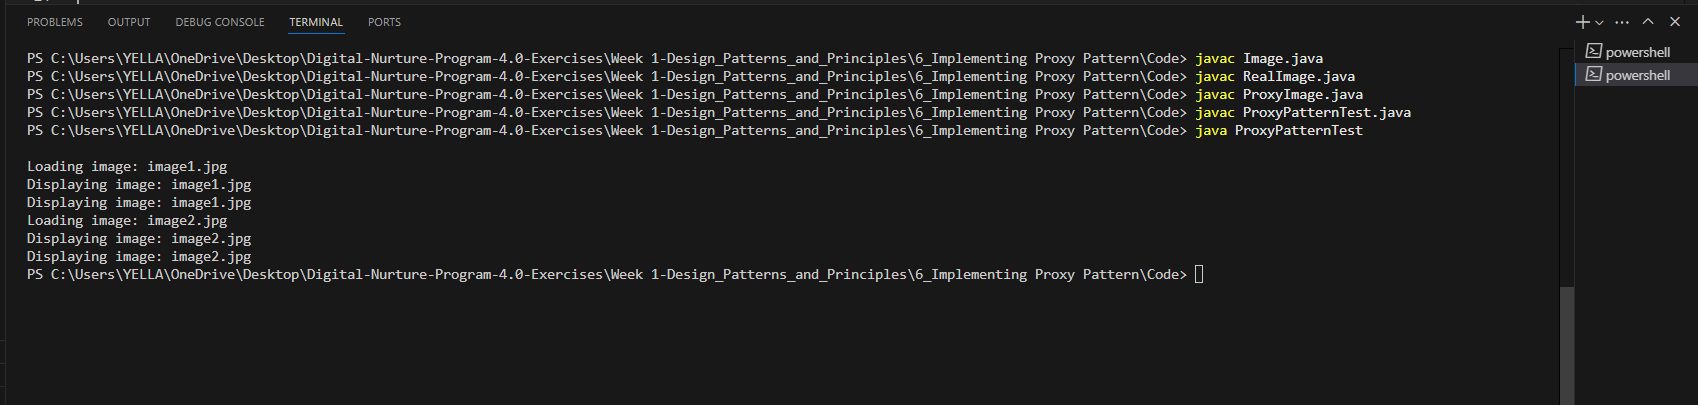 PROBLEMS OUTPUT DEBUG CONSOLE TERMINAL PORTS
powershell
powershell
PS C:\Users\YELLA\OneDrive\Desktop\Digital-Nurture-Program-4.0-Exercises\Week 1-Design_Patterns_and_Principles\6_Implementing Proxy Pattern\Code> javac Image.java
PS C:\Users\YELLA\OneDrive\Desktop\Digital-Nurture-Program-4.0-Exercises\Week 1-Design_Patterns_and_Principles\6_Implementing Proxy Pattern\Code> javac RealImage.java
PS C:\Users\YELLA\OneDrive\Desktop\Digital-Nurture-Program-4.0-Exercises\Week 1-Design_Patterns_and_Principles\6_Implementing Proxy Pattern\Code> javac ProxyImage.java
PS C:\Users\YELLA\OneDrive\Desktop\Digital-Nurture-Program-4.0-Exercises\Week 1-Design_Patterns_and_Principles\6_Implementing Proxy Pattern\Code> javac ProxyPatternTest.java
PS C:\Users\YELLA\OneDrive\Desktop\Digital-Nurture-Program-4.0-Exercises\Week 1-Design_Patterns_and_Principles\6_Implementing Proxy Pattern\Code> java ProxyPatternTest
Loading image: image1.jpg
Displaying image: image1.jpg
Displaying image: image1.jpg
Loading image: image2.jpg
Displaying image: image2.jpg
Displaying image: image2.jpg
PS C:\Users\YELLA\OneDrive\Desktop\Digital-Nurture-Program-4.0-Exercises\Week 1-Design_Patterns_and_Principles\6_Implementing Proxy Pattern\Code>